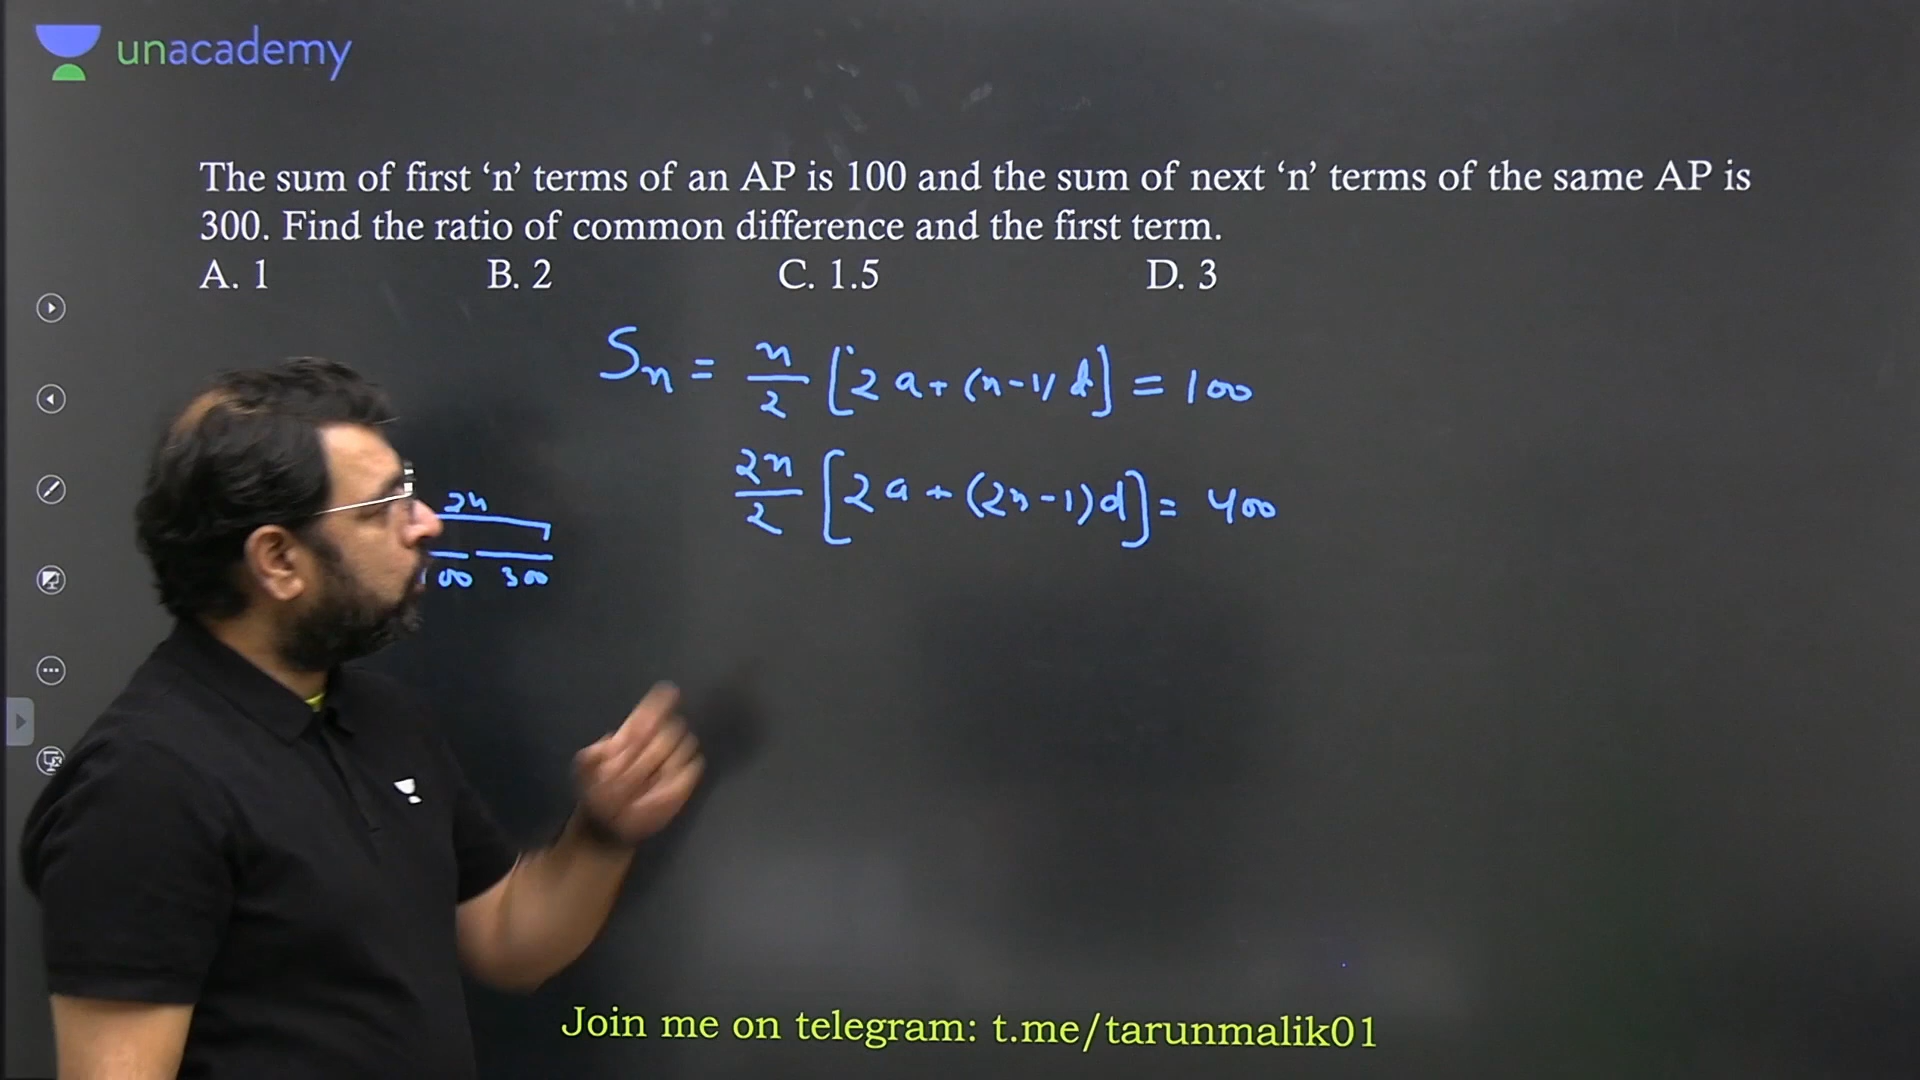 unacademy
The sum of first ‘n’ terms of an AP is 100 and the sum of next ‘n’ terms of the same AP is
300. Find the ratio of common difference and the first term.
A. 1 B. 2 C. 1.5 D. 3
Sn = n/2 [2a+(n-1)d] = 100
2n/2 [2a+(2n-1)d] = 400
2n
100 300
Join me on telegram: t.me/tarunmalik01